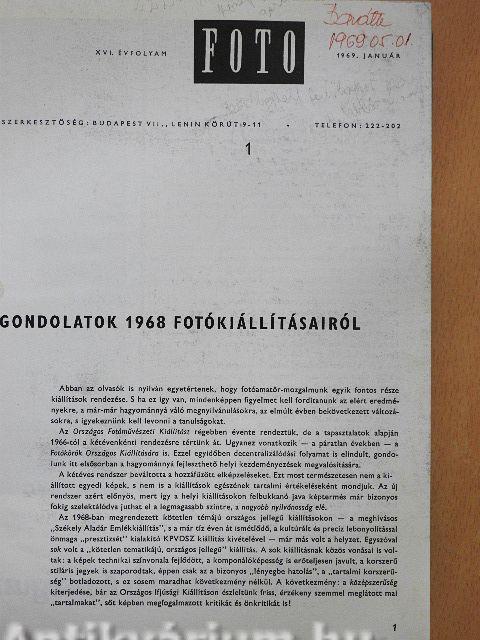 XVI. ÉVFOLYAM
FOTO
1969.05.01.
1969. JANUÁR
SZERKESZTŐSÉG: BUDAPEST VII., LENIN KÖRÚT 9-11 • TELEFON: 222-202
1
GONDOLATOK 1968 FOTÓKIÁLLÍTÁSAIRÓL
Abban az olvasók is nyilván egyetértenek, hogy fotóamatőr-mozgalmunk egyik fontos része
kiállítások rendezése. S ha ez így van, mindenképpen figyelmet kell fordítanunk az elért eredmé-
nyekre, a már-már hagyománnyá váló megnyilvánulásokra, az elmúlt évben bekövetkezett változá-
sokra, s igyekeznünk kell levonni a tanulságokat.
Az Országos Fotóművészeti Kiállítást régebben évente rendeztük, de a tapasztalatok alapján
1966-tól a kétévenkénti rendezésre tértünk át. Ugyanez vonatkozik — a páratlan években — a
Fotókörök Országos Kiállítására is. Ezzel egyidőben decentralizálódási folyamat is elindult, gondo-
lunk itt elsősorban a hagyománnyá fejleszthető helyi kezdeményezések megvalósítására.
A kétéves rendszer beváltotta a hozzáfűzött elképzeléseket. Ezt most természetesen nem a ki-
állított egyedi képek, s nem is a kiállítások egészének tartalmi értékeléseként mondjuk. Az új
rendszer azért előnyös, mert így a helyi kiállításokon felbukkanó java képtermés már bizonyos
fokig szelektálódva juthat el a legmagasabb szintre, a nagyobb nyilvánosság elé.
Az 1968-ban megrendezett kötetlen témájú országos jellegű kiállításokon — a meghívásos
„Székely Aladár Emlékkiállítás", s a már tíz éven át ismétlődő, a kultúrált és precíz lebonyolítással
önmaga „presztízsét" kialakító KPVDSZ kiállítás kivételével — már más volt a helyzet. Egyszóval
sok volt a „kötetlen tematikájú, országos jellegű" kiállítás. A sok kiállításnak közös vonásai is vol-
tak: a képek technikai színvonala fejlődött, a komponálóképesség is erőteljesen javult, a korszerű
stiláris jegyek is szaporodtak, éppen csak az a bizonyos „lényegbe hatolás", a „tartalmi korszerű-
ség" botladozott, s ez sosem maradhat következmény nélkül. A következmény: a középszerűség
kiterjedése, bár az Országos Ifjúsági Kiállításon észleltünk friss, érzékeny szemmel meglátott mai
„tartalmakat", sőt képben megfogalmazott kritikát és önkritikát is!
1